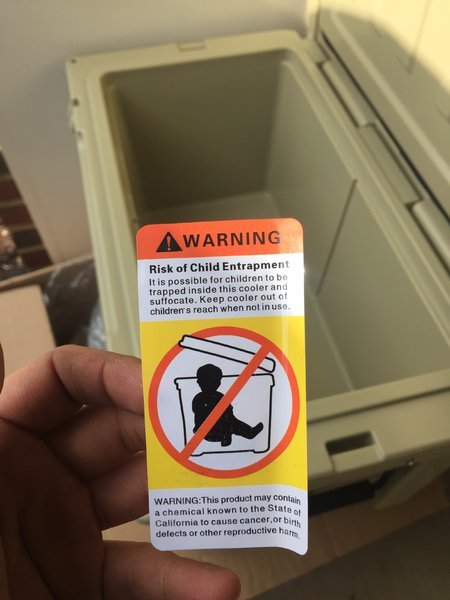 WARNING
Risk of Child Entrapment
It is possible for children to be
trapped inside this cooler and
suffocate. Keep cooler out of
children's reach when not in use.
WARNING:This product may contain
a chemical known to the State of
California to cause cancer,or birth
defects or other reproductive harm.